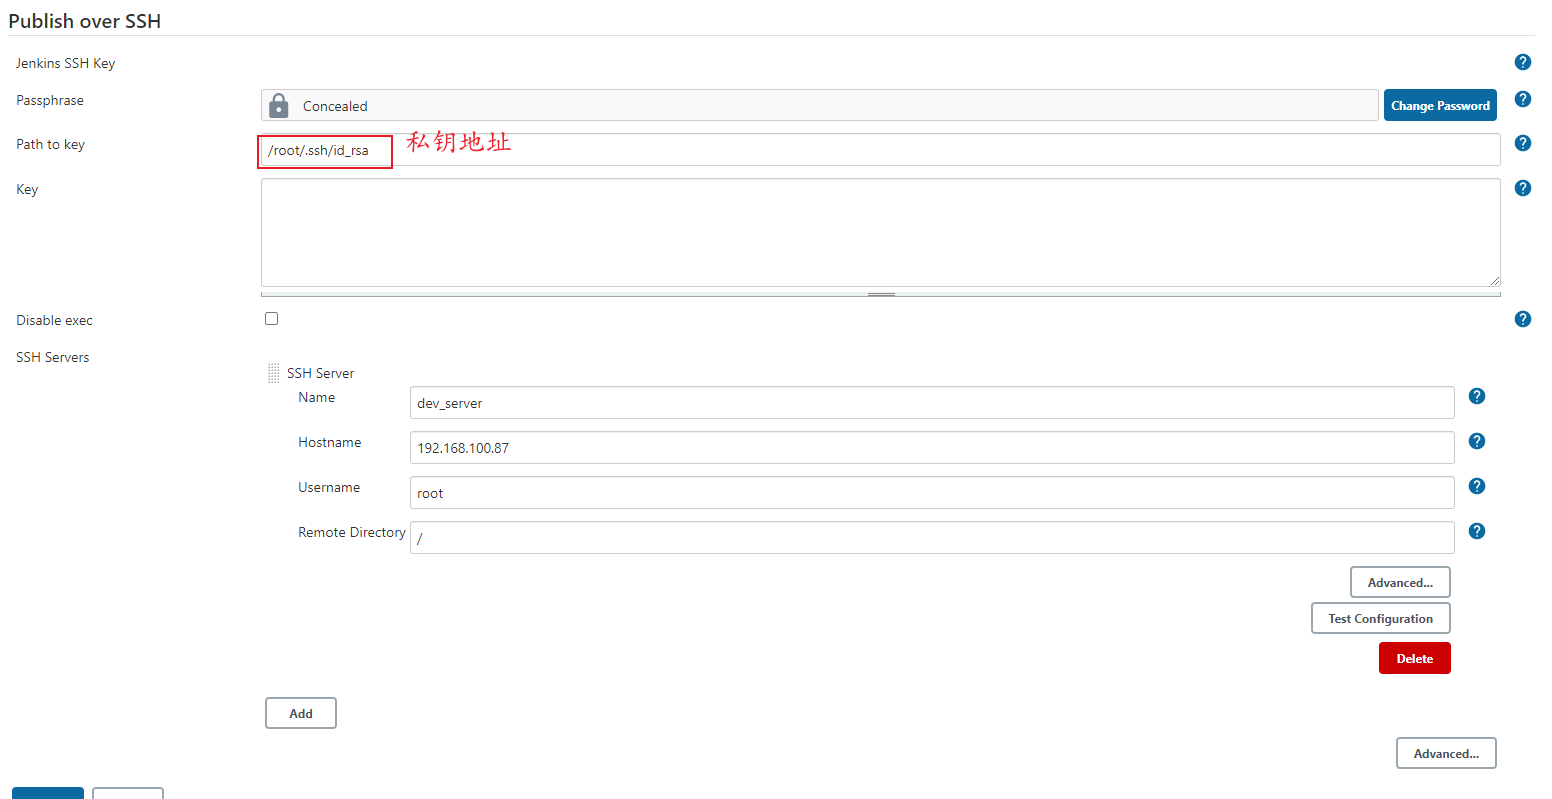 Publish over SSH
Jenkins SSH Key
Passphrase
Concealed
Change Password
Path to key
/root/.ssh/id_rsa
私钥地址
Key
Disable exec
SSH Servers
SSH Server
Name
dev_server
Hostname
192.168.100.87
Username
root
Remote Directory
/
Advanced...
Test Configuration
Delete
Add
Advanced...